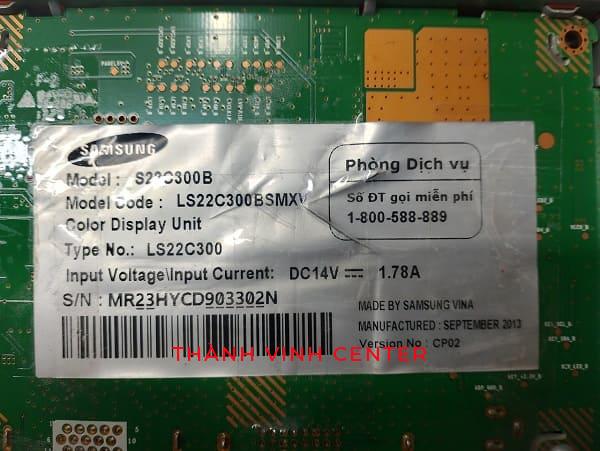 SAMSUNG
Phòng Dịch vụ
Số ĐT gọi miễn phí
1-800-588-889
Model : S22C300B
Model Code : LS22C300BSMXV
Color Display Unit
Type No.: LS22C300
Input Voltage\Input Current: DC14V 1.78A
S/N : MR23HYCD903302N
MADE BY SAMSUNG VINA
MANUFACTURED : SEPTEMBER 2013
Version No : CP02
THÀNH VINH CENTER